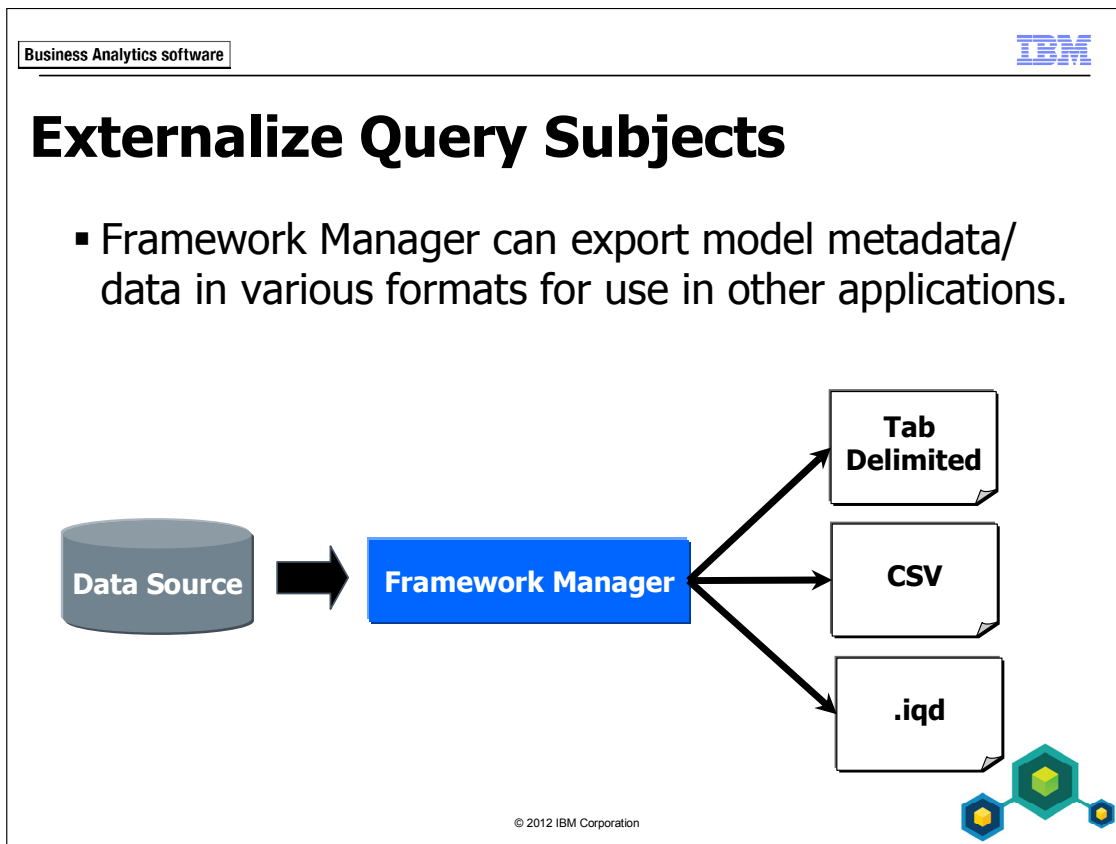 Business Analytics software
IBM
Externalize Query Subjects
▪ Framework Manager can export model metadata/
data in various formats for use in other applications.
Tab
Delimited
Data Source
Framework Manager
CSV
.iqd
© 2012 IBM Corporation